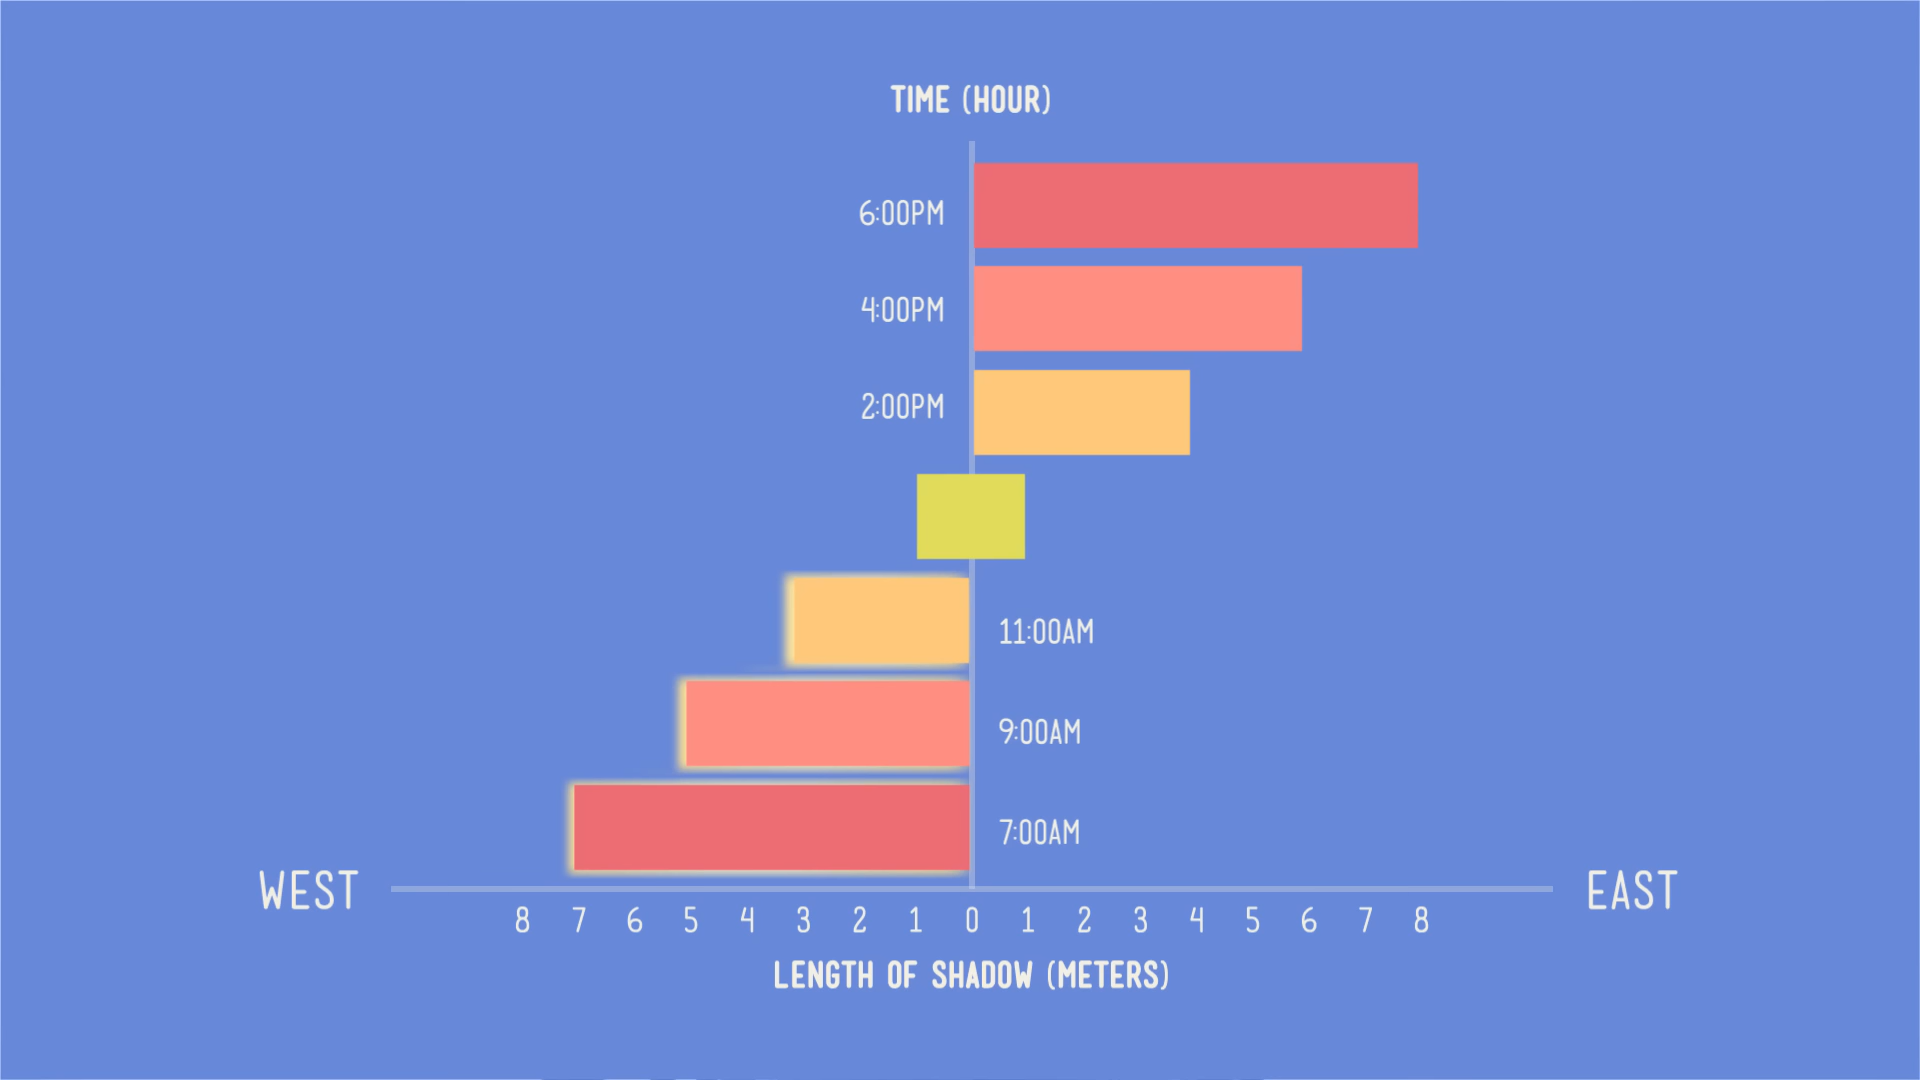 TIME (HOUR)
6:00PM
4:00PM
2:00PM
11:00AM
9:00AM
7:00AM
WEST
EAST
8 7 6 5 4 3 2 1 0 1 2 3 4 5 6 7 8
LENGTH OF SHADOW (METERS)